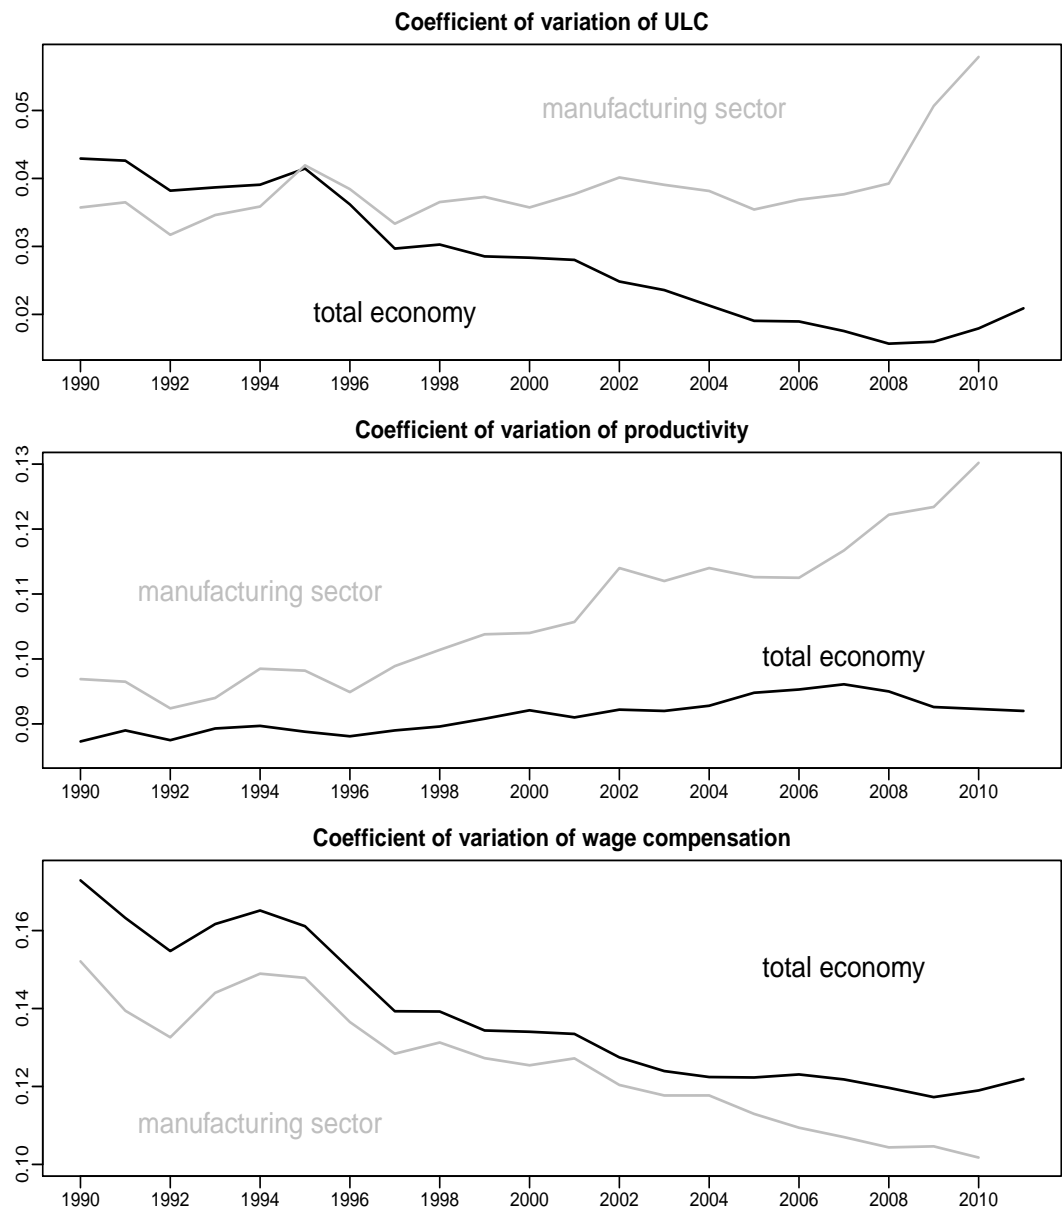 Coefficient of variation of ULC
0.05
0.04
0.03
0.02
manufacturing sector
total economy
1990 1992 1994 1996 1998 2000 2002 2004 2006 2008 2010
Coefficient of variation of productivity
0.13
0.12
0.11
0.10
0.09
manufacturing sector
total economy
1990 1992 1994 1996 1998 2000 2002 2004 2006 2008 2010
Coefficient of variation of wage compensation
0.16
0.14
0.12
0.10
total economy
manufacturing sector
1990 1992 1994 1996 1998 2000 2002 2004 2006 2008 2010